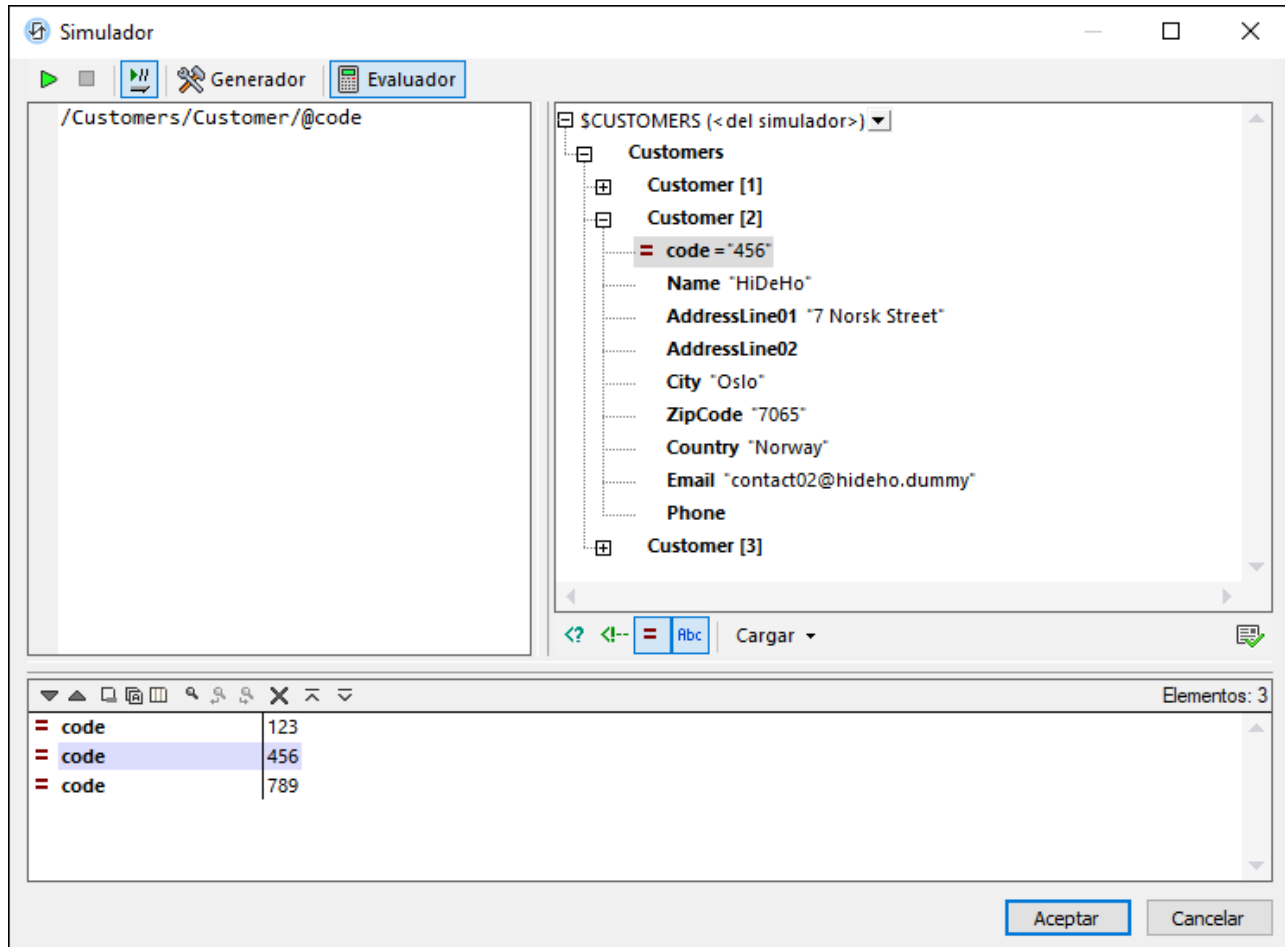 Simulador
Generador Evaluador
/Customers/Customer/@code
$CUSTOMERS (<del simulador>)
Customers
Customer [1]
Customer [2]
= code ="456"
Name "HiDeHo"
AddressLine01 "7 Norsk Street"
AddressLine02
City "Oslo"
ZipCode "7065"
Country "Norway"
Email "contact02@hideho.dummy"
Phone
Customer [3]
<? <!-- = Abc Cargar
Elementos: 3
= code 123
= code 456
= code 789
Aceptar Cancelar